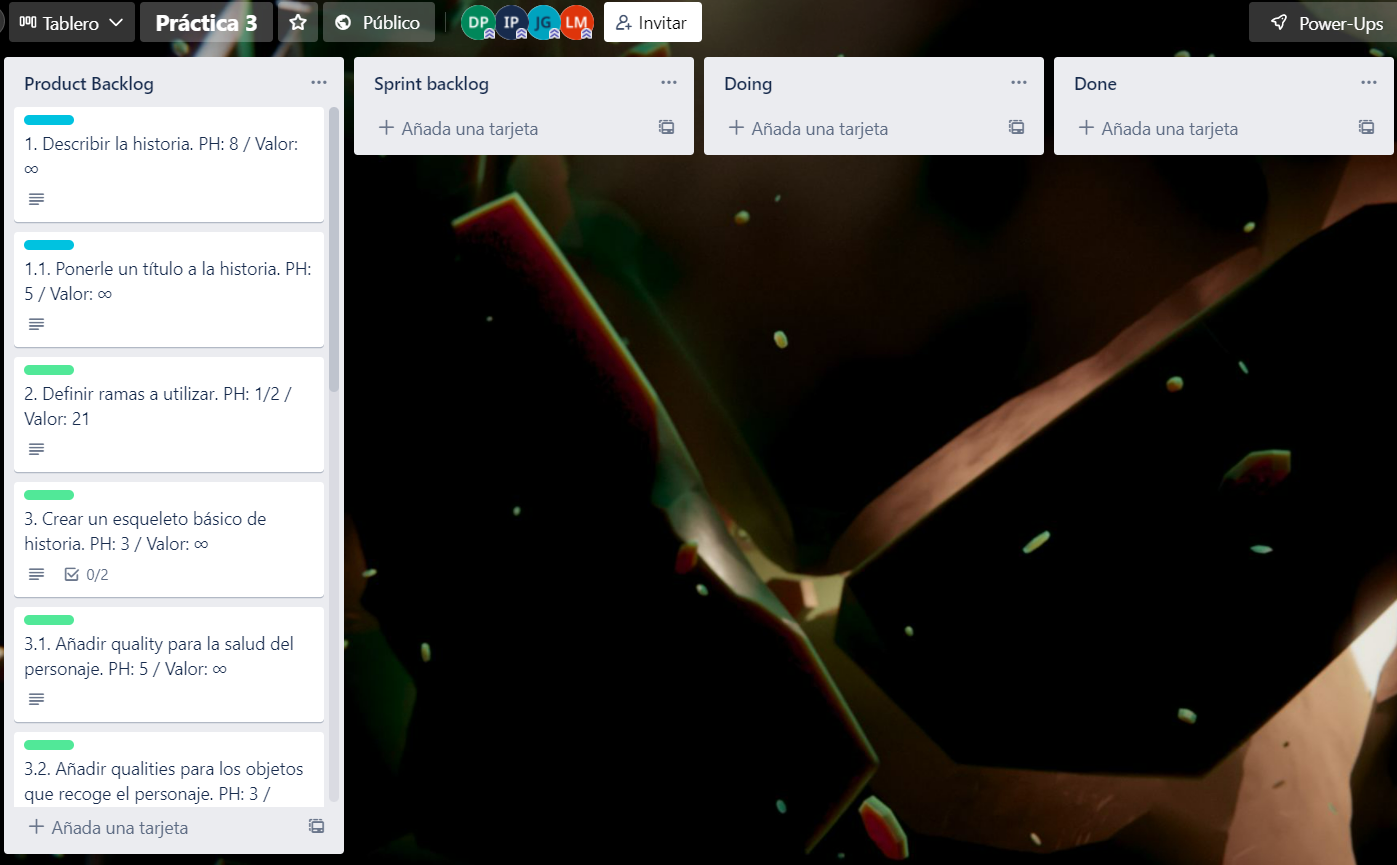 Tablero
Práctica 3
Público
DP
IP
JG
LM
Invitar
Power-Ups
Product Backlog
1. Describir la historia. PH: 8 / Valor:
∞
1.1. Ponerle un título a la historia. PH:
5 / Valor: ∞
2. Definir ramas a utilizar. PH: 1/2 /
Valor: 21
3. Crear un esqueleto básico de
historia. PH: 3 / Valor: ∞
0/2
3.1. Añadir quality para la salud del
personaje. PH: 5 / Valor: ∞
3.2. Añadir qualities para los objetos
que recoge el personaje. PH: 3 /
+ Añada una tarjeta
Sprint backlog
+ Añada una tarjeta
Doing
+ Añada una tarjeta
Done
+ Añada una tarjeta